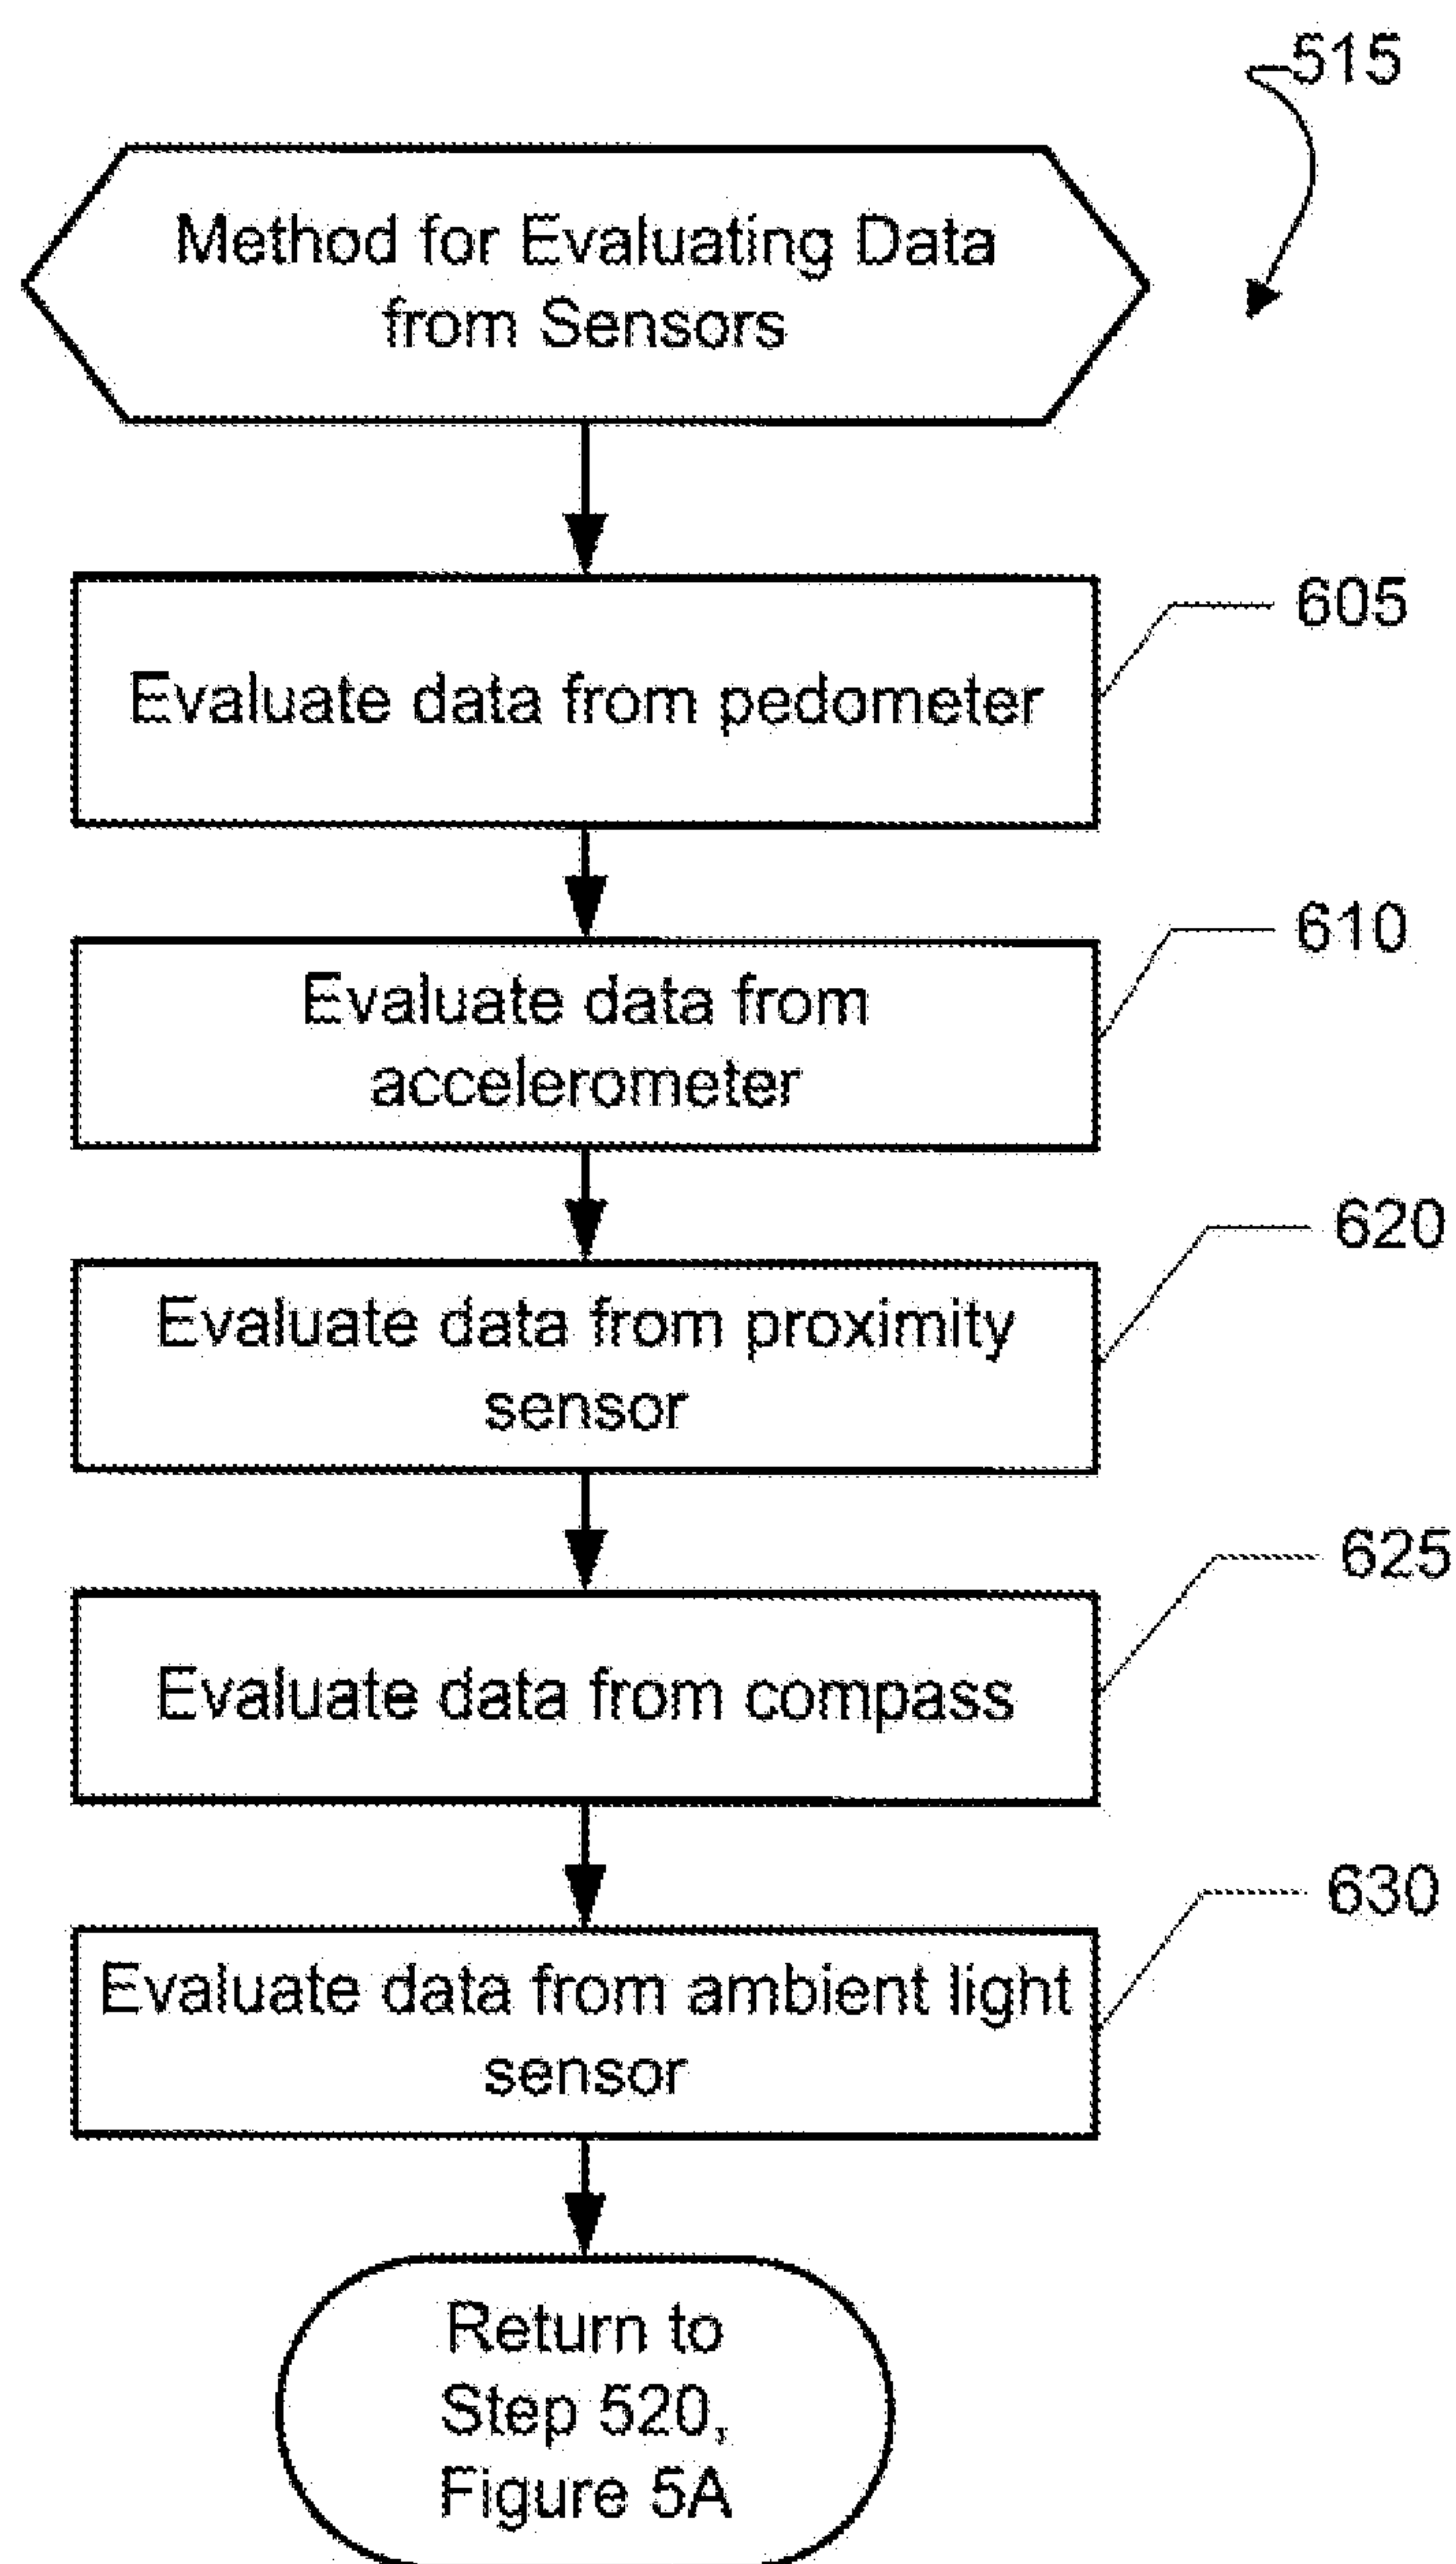 515
Method for Evaluating Data
from Sensors
605
Evaluate data from pedometer
610
Evaluate data from
accelerometer
620
Evaluate data from proximity
sensor
625
Evaluate data from compass
630
Evaluate data from ambient light
sensor
Return to
Step 520,
Figure 5A